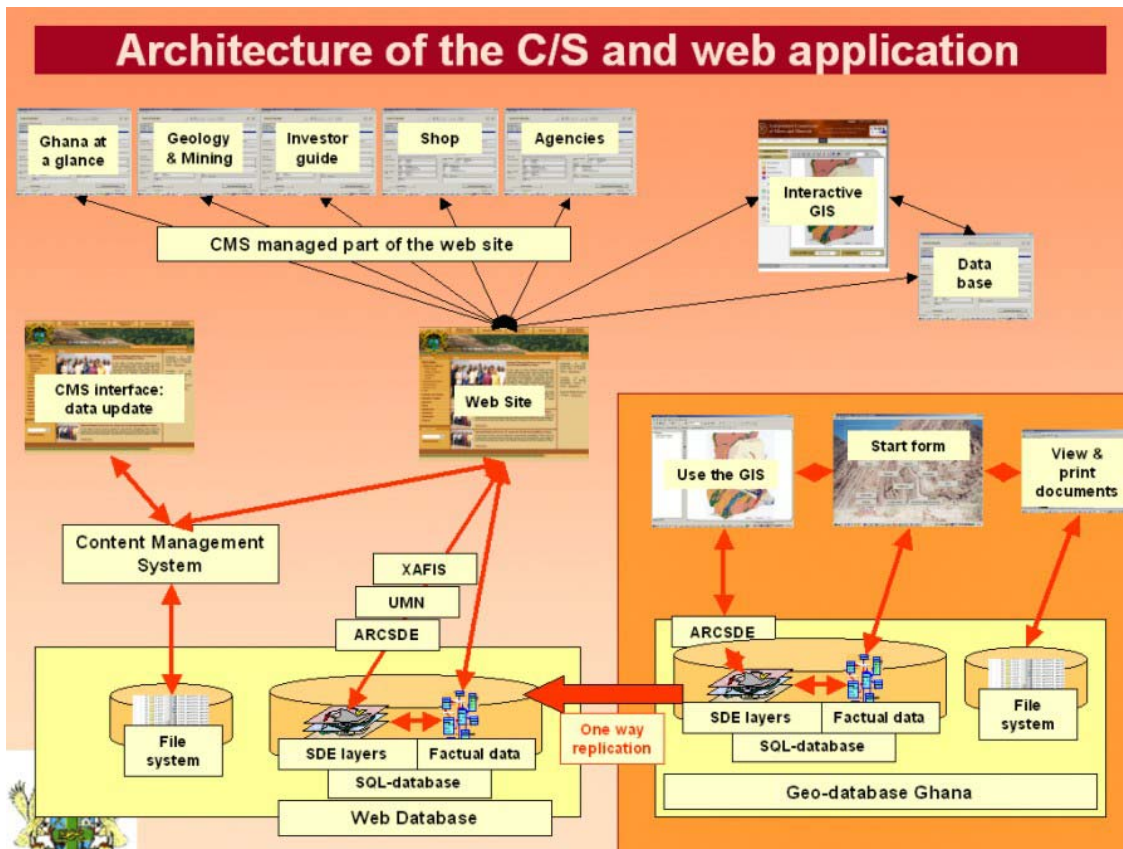 Architecture of the C/S and web application
Ghana at
a glance
Geology
& Mining
Investor
guide
Shop
Agencies
Interactive
GIS
CMS managed part of the web site
Data
base
CMS interface:
data update
Web Site
Use the GIS
Start form
View &
print
documents
Content Management
System
XAFIS
UMN
ARCSDE
ARCSDE
File
system
SDE layers
Factual data
SQL-database
Web Database
One way
replication
SDE layers
Factual data
SQL-database
File
system
Geo-database Ghana